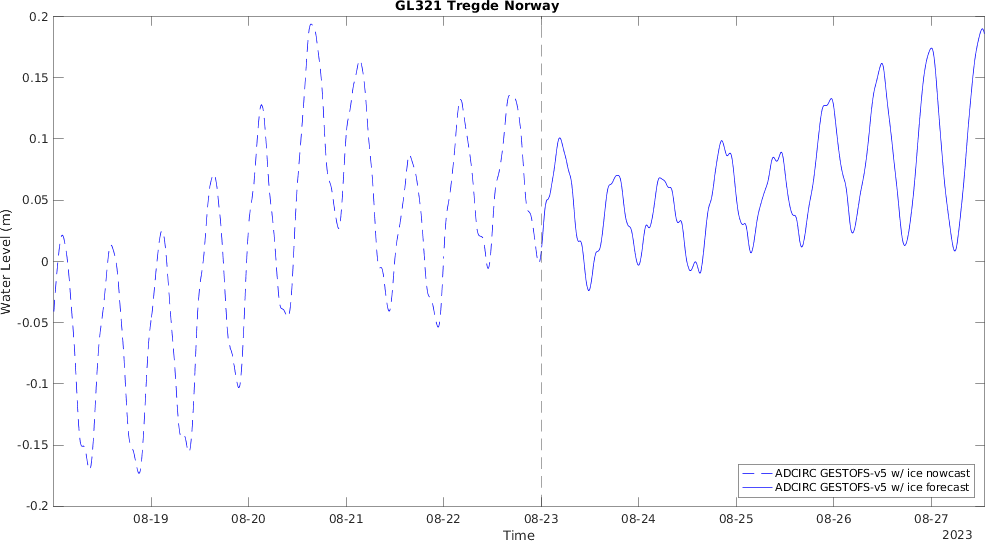 GL321 Tregde Norway
0.2
0.15
0.1
0.05
0
-0.05
-0.1
-0.15
-0.2
Water Level (m)
ADCIRC GESTOFS-v5 w/ ice nowcast
ADCIRC GESTOFS-v5 w/ ice forecast
08-19 08-20 08-21 08-22 08-23 08-24 08-25 08-26 08-27
Time
2023